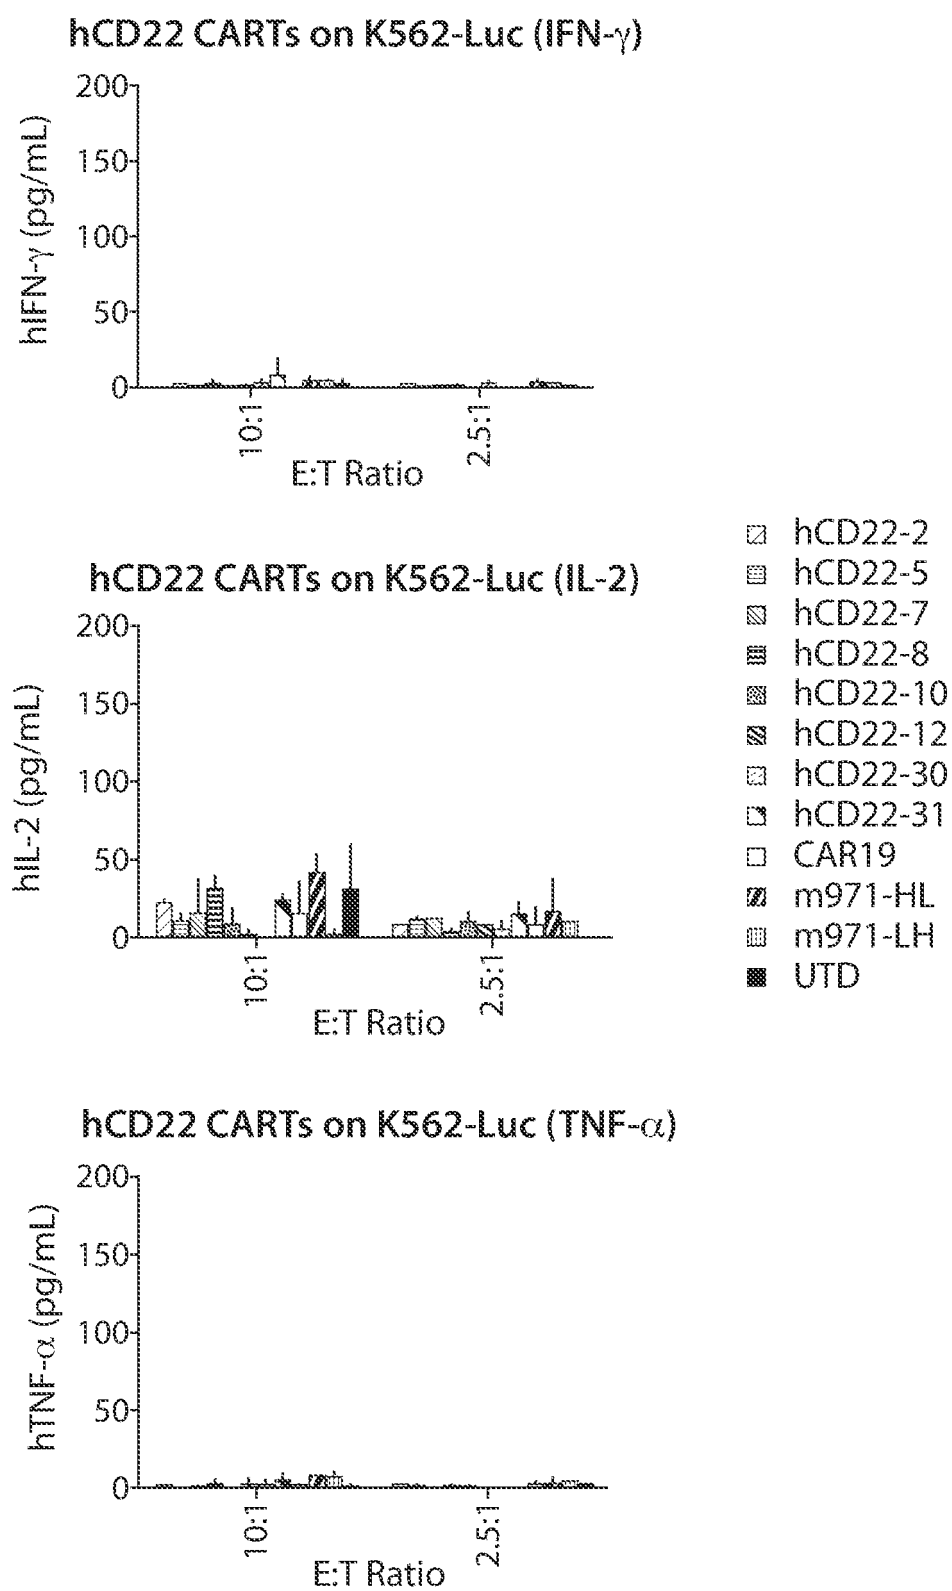 hCD22 CARTs on K562-Luc (IFN-γ)
hIFN-γ (pg/mL)
200
150
100
50
0
10:1
2.5:1
E:T Ratio
hCD22 CARTs on K562-Luc (IL-2)
hIL-2 (pg/mL)
200
150
100
50
0
10:1
2.5:1
E:T Ratio
hCD22-2
hCD22-5
hCD22-7
hCD22-8
hCD22-10
hCD22-12
hCD22-30
hCD22-31
CAR19
m971-HL
m971-LH
UTD
hCD22 CARTs on K562-Luc (TNF-α)
hTNF-α (pg/mL)
200
150
100
50
0
10:1
2.5:1
E:T Ratio